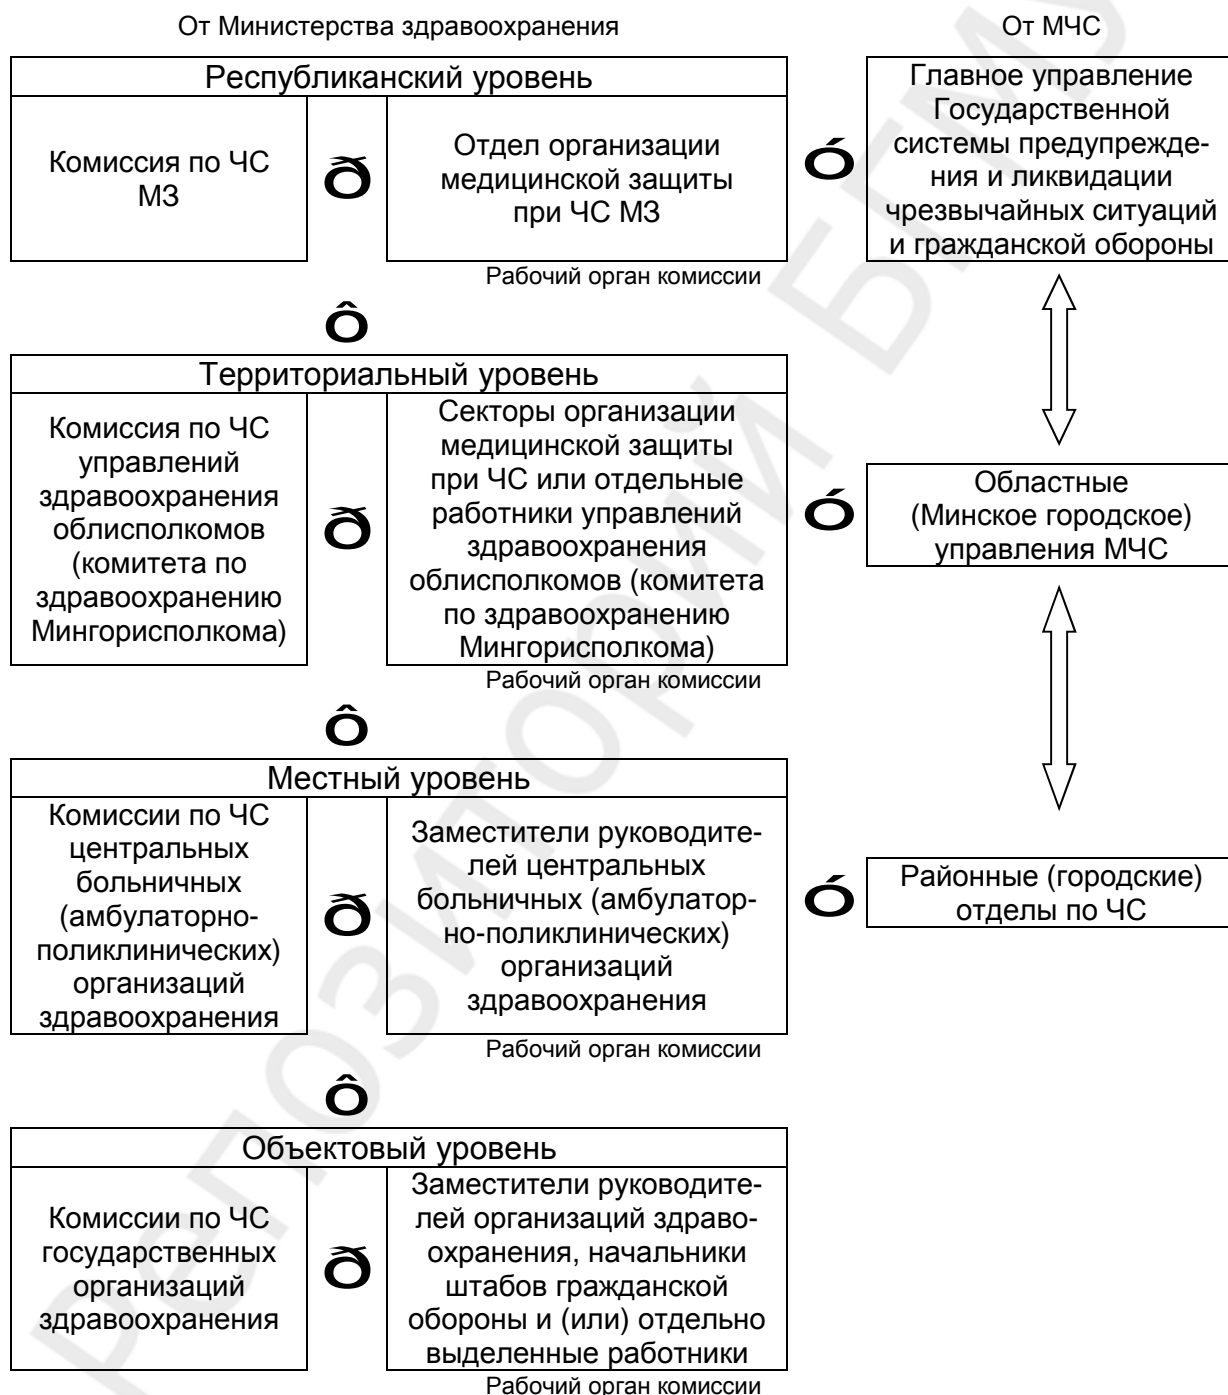 От Министерства здравоохранения
От МЧС
Республиканский уровень
Комиссия по ЧС
МЗ
ð
Отдел организации
медицинской защиты
при ЧС МЗ
Рабочий орган комиссии
ó
Главное управление
Государственной
системы предупрежде-
ния и ликвидации
чрезвычайных ситуаций
и гражданской обороны
ô
Территориальный уровень
Комиссия по ЧС
управлений
здравоохранения
облисполкомов
(комитета по
здравоохранению
Мингорисполкома)
ð
Секторы организации
медицинской защиты
при ЧС или отдельные
работники управлений
здравоохранения
облисполкомов (комитета
по здравоохранению
Мингорисполкома)
Рабочий орган комиссии
ó
Областные
(Минское городское)
управления МЧС
ô
Местный уровень
Комиссии по ЧС
центральных
больничных
(амбулаторно-
поликлинических)
организаций
здравоохранения
ð
Заместители руководите-
лей центральных
больничных (амбулатор-
но-поликлинических)
организаций
здравоохранения
Рабочий орган комиссии
ó
Районные (городские)
отделы по ЧС
ô
Объектовый уровень
Комиссии по ЧС
государственных
организаций
здравоохранения
ð
Заместители руководите-
лей организаций здраво-
охранения, начальники
штабов гражданской
обороны и (или) отдельно
выделенные работники
Рабочий орган комиссии
Репозиторий БГМУ